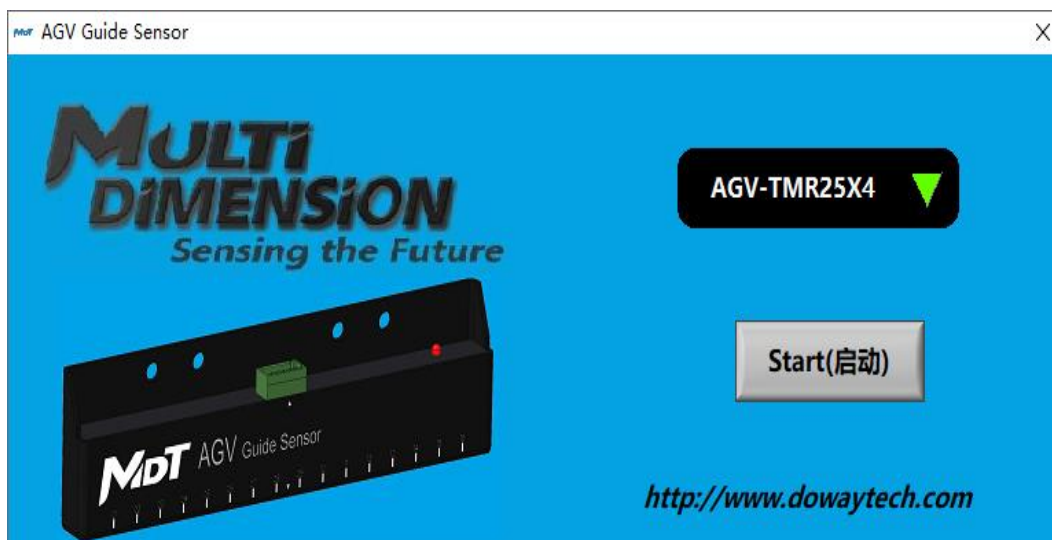 MDT AGV Guide Sensor
X
MULTI
DIMENSION
Sensing the Future
AGV-TMR25X4
Start(启动)
MDT AGV Guide Sensor
http://www.dowaytech.com